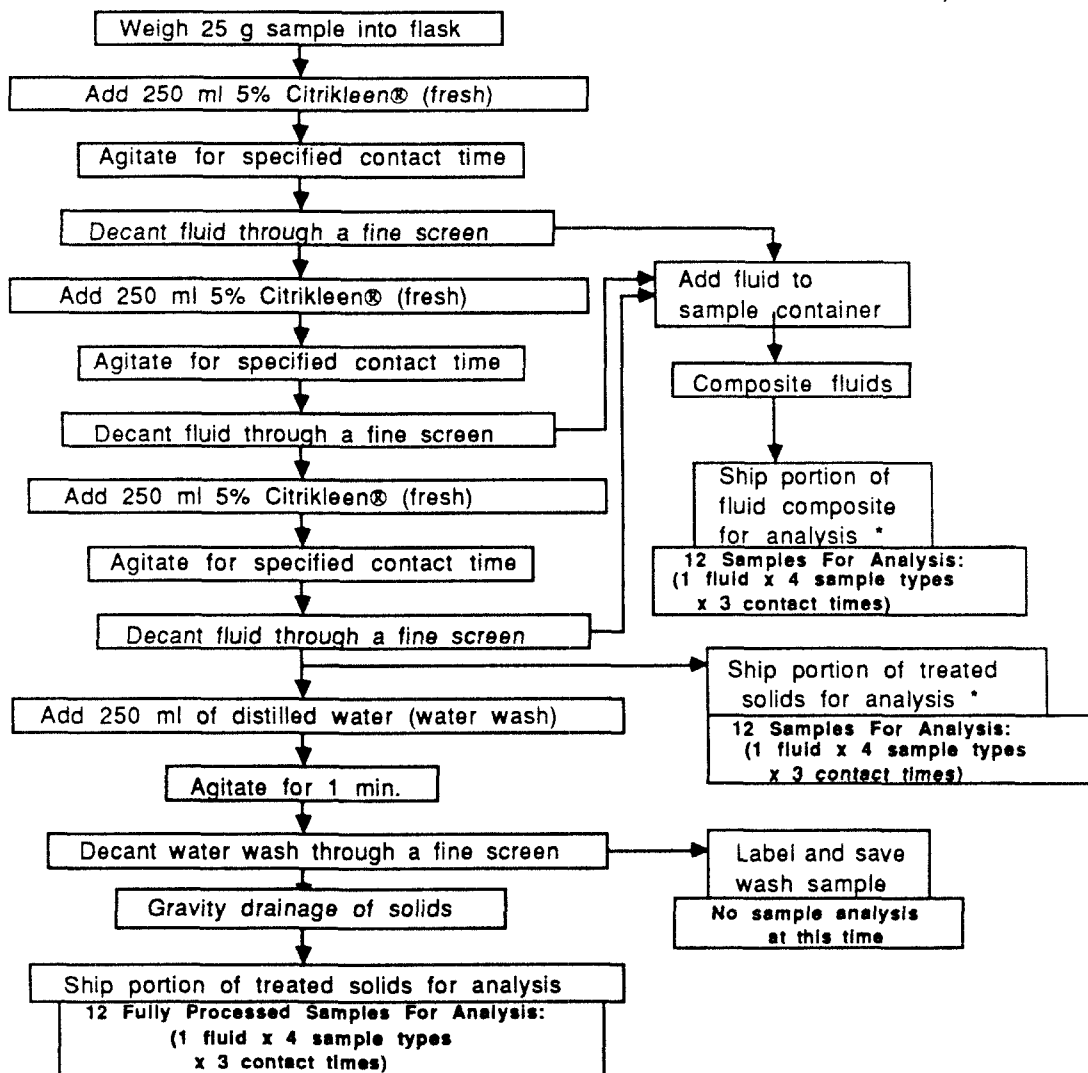 Weigh 25 g sample into flask
Add 250 ml 5% Citrikleen® (fresh)
Agitate for specified contact time
Decant fluid through a fine screen
Add 250 ml 5% Citrikleen® (fresh)
Agitate for specified contact time
Decant fluid through a fine screen
Add 250 ml 5% Citrikleen® (fresh)
Agitate for specified contact time
Decant fluid through a fine screen
Add fluid to
sample container
Composite fluids
Ship portion of
fluid composite
for analysis *
12 Samples For Analysis:
(1 fluid x 4 sample types
x 3 contact times)
Ship portion of treated
solids for analysis *
12 Samples For Analysis:
(1 fluid x 4 sample types
x 3 contact times)
Add 250 ml of distilled water (water wash)
Agitate for 1 min.
Decant water wash through a fine screen
Label and save
wash sample
No sample analysis
at this time
Gravity drainage of solids
Ship portion of treated solids for analysis
12 Fully Processed Samples For Analysis:
(1 fluid x 4 sample types
x 3 contact times)